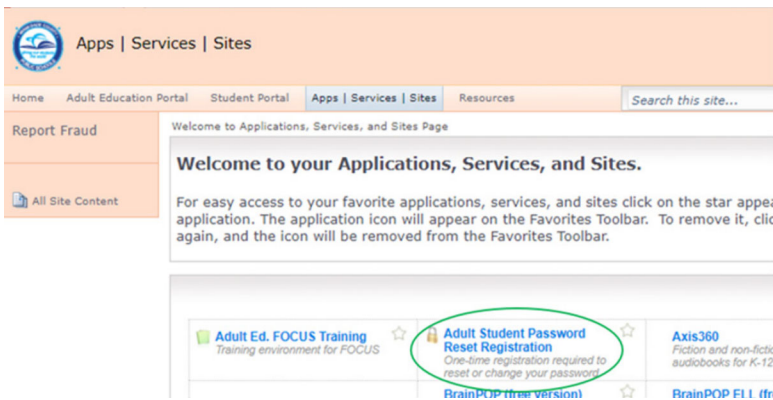 Apps | Services | Sites
Home Adult Education Portal Student Portal Apps | Services | Sites Resources Search this site...
Report Fraud
Welcome to Applications, Services, and Sites Page
Welcome to your Applications, Services, and Sites.
All Site Content
For easy access to your favorite applications, services, and sites click on the star appea
application. The application icon will appear on the Favorites Toolbar. To remove it, clic
again, and the icon will be removed from the Favorites Toolbar.
Adult Ed. FOCUS Training
Training environment for FOCUS
Adult Student Password
Reset Registration
One-time registration required to
reset or change your password
Axis360
Fiction and non-fictio
audiobooks for K-12
BrainPOP (free version)
BrainPOP ELL (fr